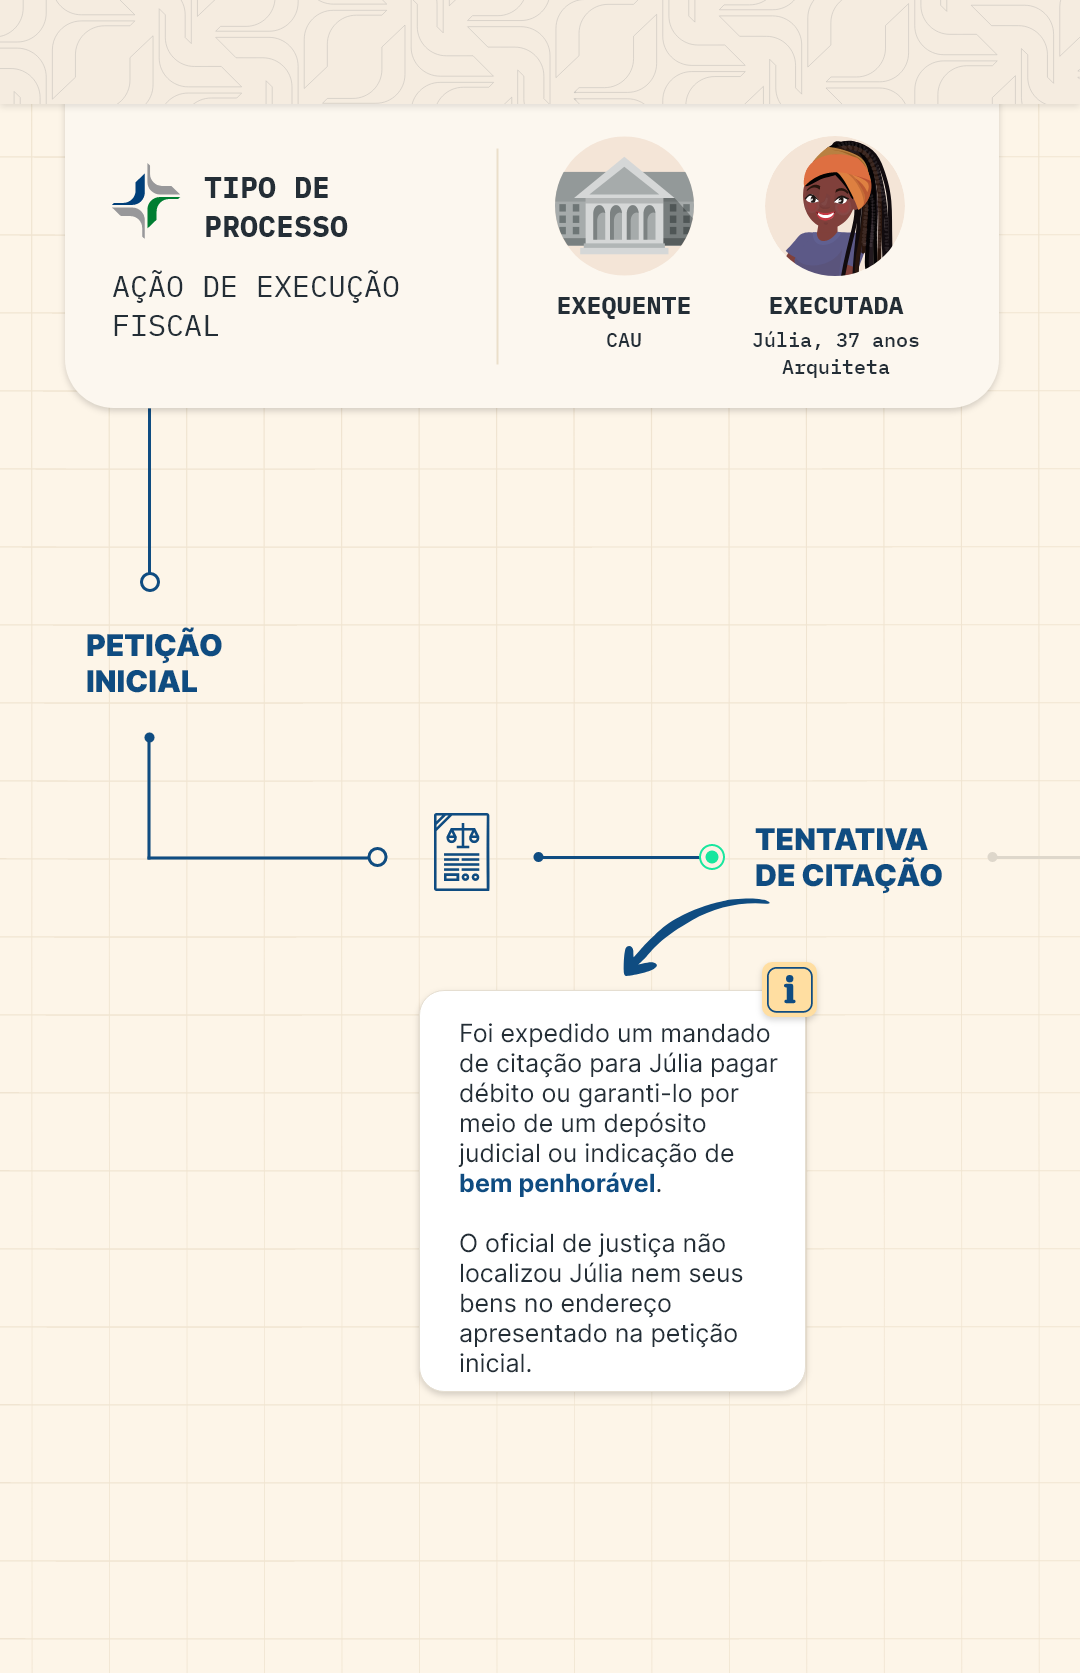 TIPO DE
PROCESSO
AÇÃO DE EXECUÇÃO
FISCAL
EXEQUENTE
CAU
EXECUTADA
Júlia, 37 anos
Arquiteta
PETIÇÃO
INICIAL
TENTATIVA
DE CITAÇÃO
i
Foi expedido um mandado
de citação para Júlia pagar
débito ou garanti-lo por
meio de um depósito
judicial ou indicação de
bem penhorável.
O oficial de justiça não
localizou Júlia nem seus
bens no endereço
apresentado na petição
inicial.